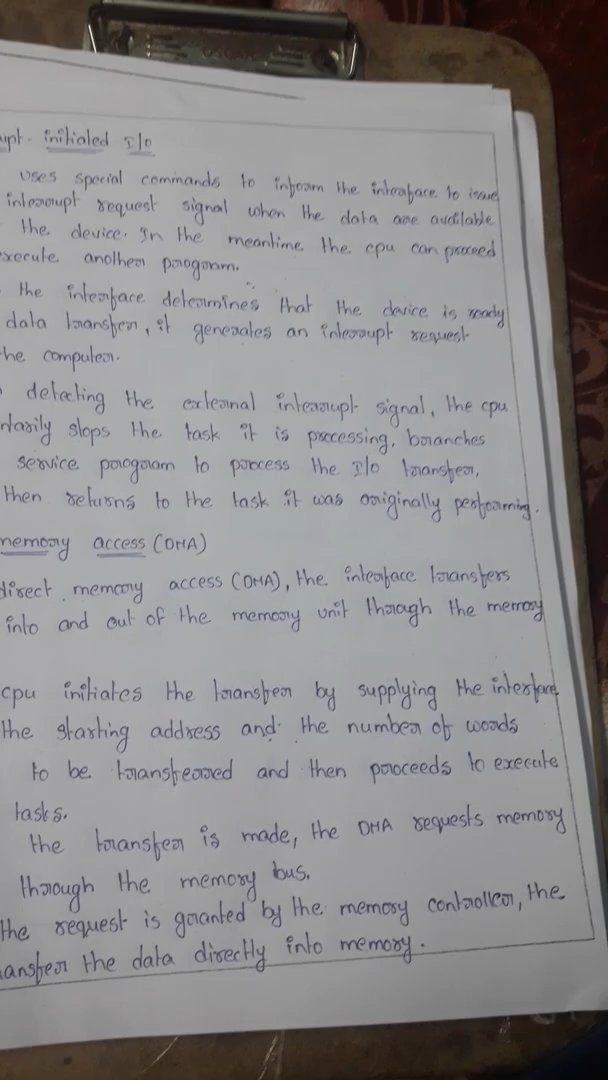 upt - initiated I/o
uses special commands to inform the interface to issue
interrupt request signal when the data are available
the device. In the meantime the cpu can proceed
xecute another program.
the interface determines that the device is ready
data transfer, it generates an interrupt request
he computer.
detecting the external interrupt signal, the cpu
rarily stops the task it is processing, branches
service program to process the I/o transfer,
then returns to the task it was originally performing.
memory access (DMA)
direct memory access (DMA), the interface transfers
into and out of the memory unit through the memory
cpu initiates the transfer by supplying the interface
the starting address and the number of words
to be transferred and then proceeds to execute
tasks.
the transfer is made, the DMA requests memory
through the memory bus.
the request is granted by the memory controller, the
ansfer the data directly into memory.